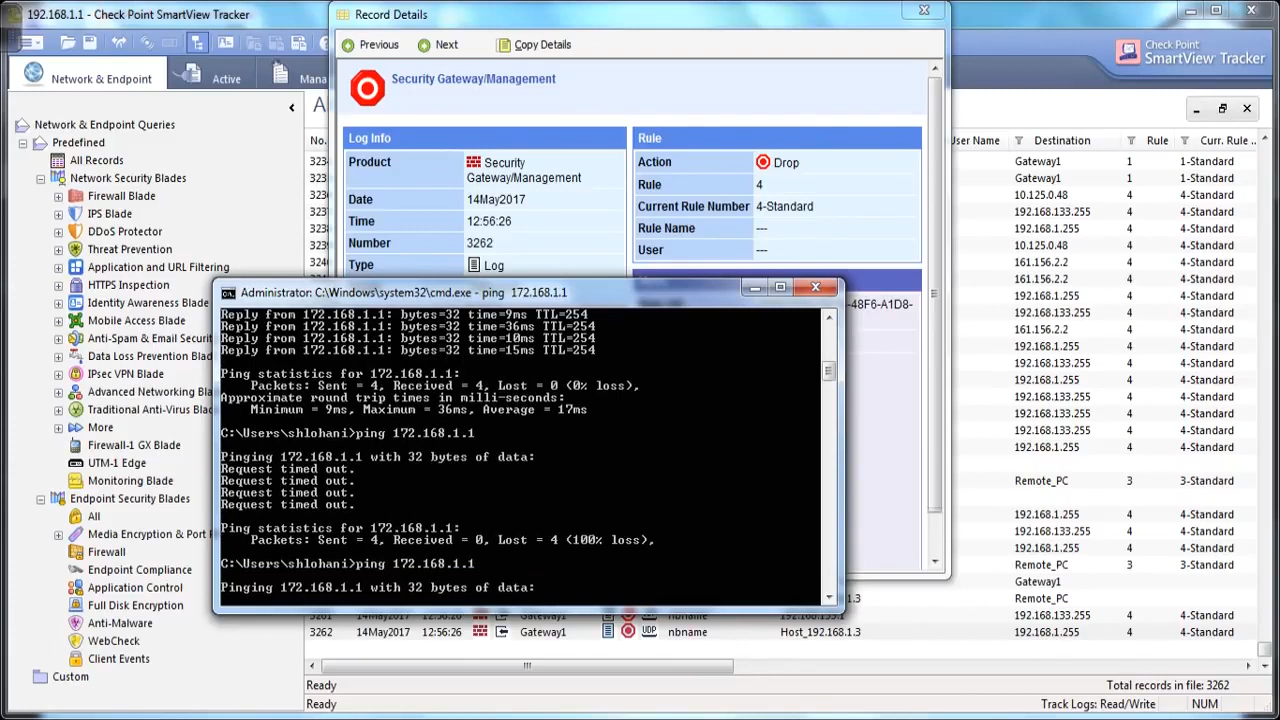 192.168.1.1 - Check Point SmartView Tracker
Check Point
SmartView Tracker
Network & Endpoint
Active
Mana
Network & Endpoint Queries
Predefined
All Records
Network Security Blades
Firewall Blade
IPS Blade
DDoS Protector
Threat Prevention
Application and URL Filtering
HTTPS Inspection
Identity Awareness Blade
Mobile Access Blade
Anti-Spam & Email Securi
Data Loss Prevention Blad
IPsec VPN Blade
Advanced Networking Bla
Traditional Anti-Virus Blad
More
Firewall-1 GX Blade
UTM-1 Edge
Monitoring Blade
Endpoint Security Blades
All
Media Encryption & Port
Firewall
Endpoint Compliance
Application Control
Full Disk Encryption
Anti-Malware
WebCheck
Client Events
Custom
Record Details
Previous
Next
Copy Details
Security Gateway/Management
Log Info
Product Security
Gateway/Management
Date 14May2017
Time 12:56:26
Number 3262
Type Log
Rule
Action Drop
Rule 4
Current Rule Number 4-Standard
Rule Name ---
User ---
-48F6-A1D8-
Administrator: C:\Windows\system32\cmd.exe - ping 172.168.1.1
Reply from 172.168.1.1: bytes=32 time=9ms TTL=254
Reply from 172.168.1.1: bytes=32 time=36ms TTL=254
Reply from 172.168.1.1: bytes=32 time=10ms TTL=254
Reply from 172.168.1.1: bytes=32 time=15ms TTL=254
Ping statistics for 172.168.1.1:
Packets: Sent = 4, Received = 4, Lost = 0 (0% loss),
Approximate round trip times in milli-seconds:
Minimum = 9ms, Maximum = 36ms, Average = 17ms
C:\Users\shlohani>ping 172.168.1.1
Pinging 172.168.1.1 with 32 bytes of data:
Request timed out.
Request timed out.
Request timed out.
Request timed out.
Ping statistics for 172.168.1.1:
Packets: Sent = 4, Received = 0, Lost = 4 (100% loss),
C:\Users\shlohani>ping 172.168.1.1
Pinging 172.168.1.1 with 32 bytes of data:
No. User Name Destination Rule Curr. Rule ...
Gateway1 1 1-Standard
Gateway1 1 1-Standard
10.125.0.48 4 4-Standard
192.168.133.255 4 4-Standard
192.168.1.255 4 4-Standard
10.125.0.48 4 4-Standard
161.156.2.2 4 4-Standard
161.156.2.2 4 4-Standard
192.168.133.255 4 4-Standard
161.156.2.2 4 4-Standard
192.168.1.255 4 4-Standard
192.168.133.255 4 4-Standard
192.168.1.255 4 4-Standard
192.168.133.255 4 4-Standard
192.168.133.255 4 4-Standard
192.168.133.255 4 4-Standard
192.168.1.255 4 4-Standard
Remote_PC 3 3-Standard
192.168.1.255 4 4-Standard
192.168.133.255 4 4-Standard
192.168.1.255 4 4-Standard
Remote_PC 3 3-Standard
Gateway1
Remote_PC
14May2017 12:56:26 Gateway1 nbname 192.168.133.255 4 4-Standard
3262 14May2017 12:56:26 Gateway1 UDP nbname Host_192.168.1.3 192.168.1.255 4 4-Standard
Ready Total records in file: 3262
Ready Track Logs: Read/Write NUM